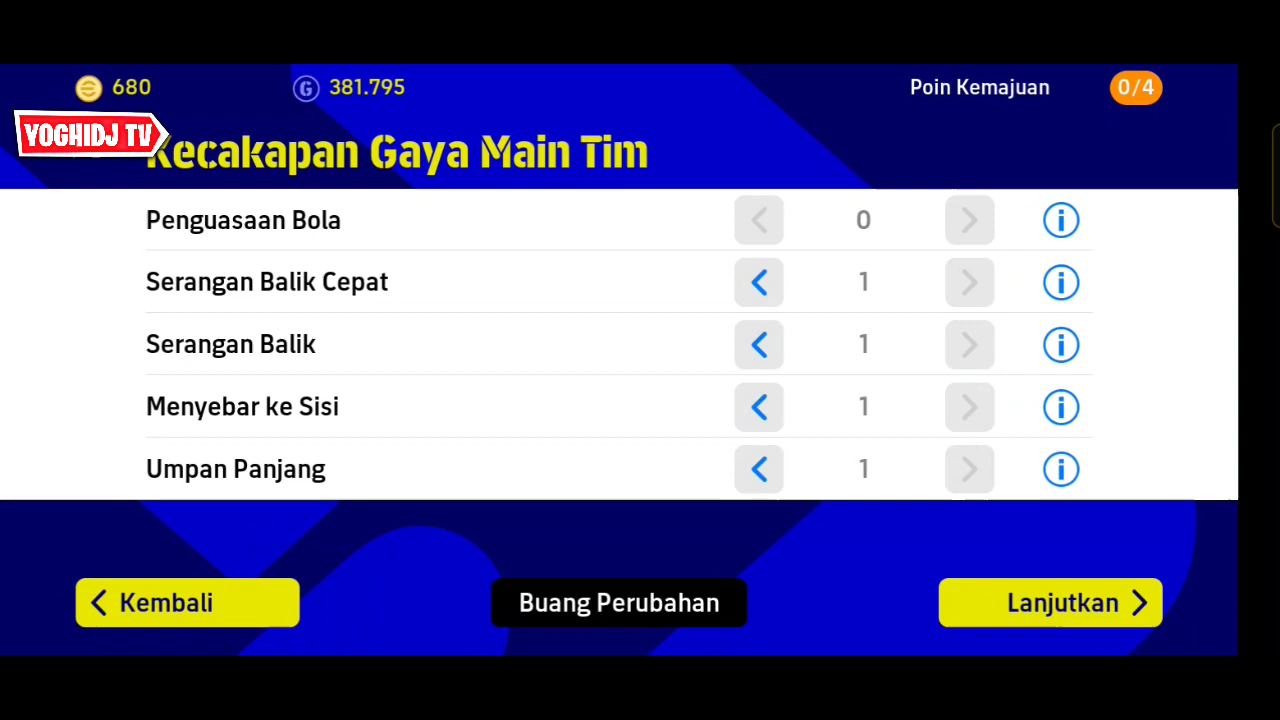 680
G 381.795
Poin Kemajuan
0/4
YOGHIDJ TV
Kecakapan Gaya Main Tim
Penguasaan Bola 0 i
Serangan Balik Cepat 1 i
Serangan Balik 1 i
Menyebar ke Sisi 1 i
Umpan Panjang 1 i
Kembali
Buang Perubahan
Lanjutkan